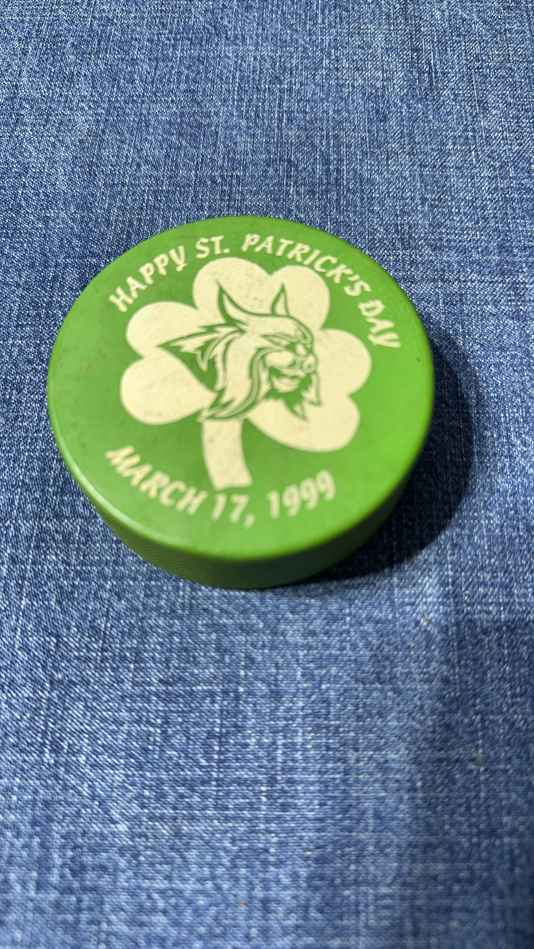 HAPPY ST. PATRICK'S DAY
MARCH 17, 1999